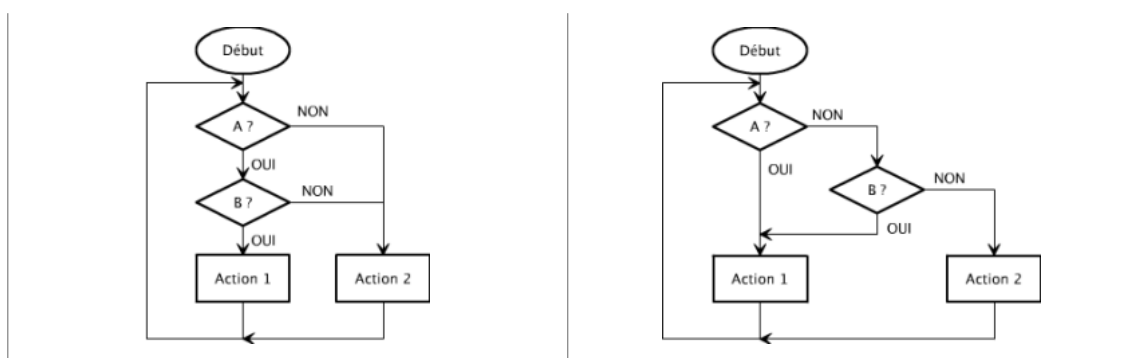 Début
A ?
NON
OUI
B ?
NON
OUI
Action 1
Action 2
Début
A ?
NON
OUI
B ?
NON
OUI
Action 1
Action 2